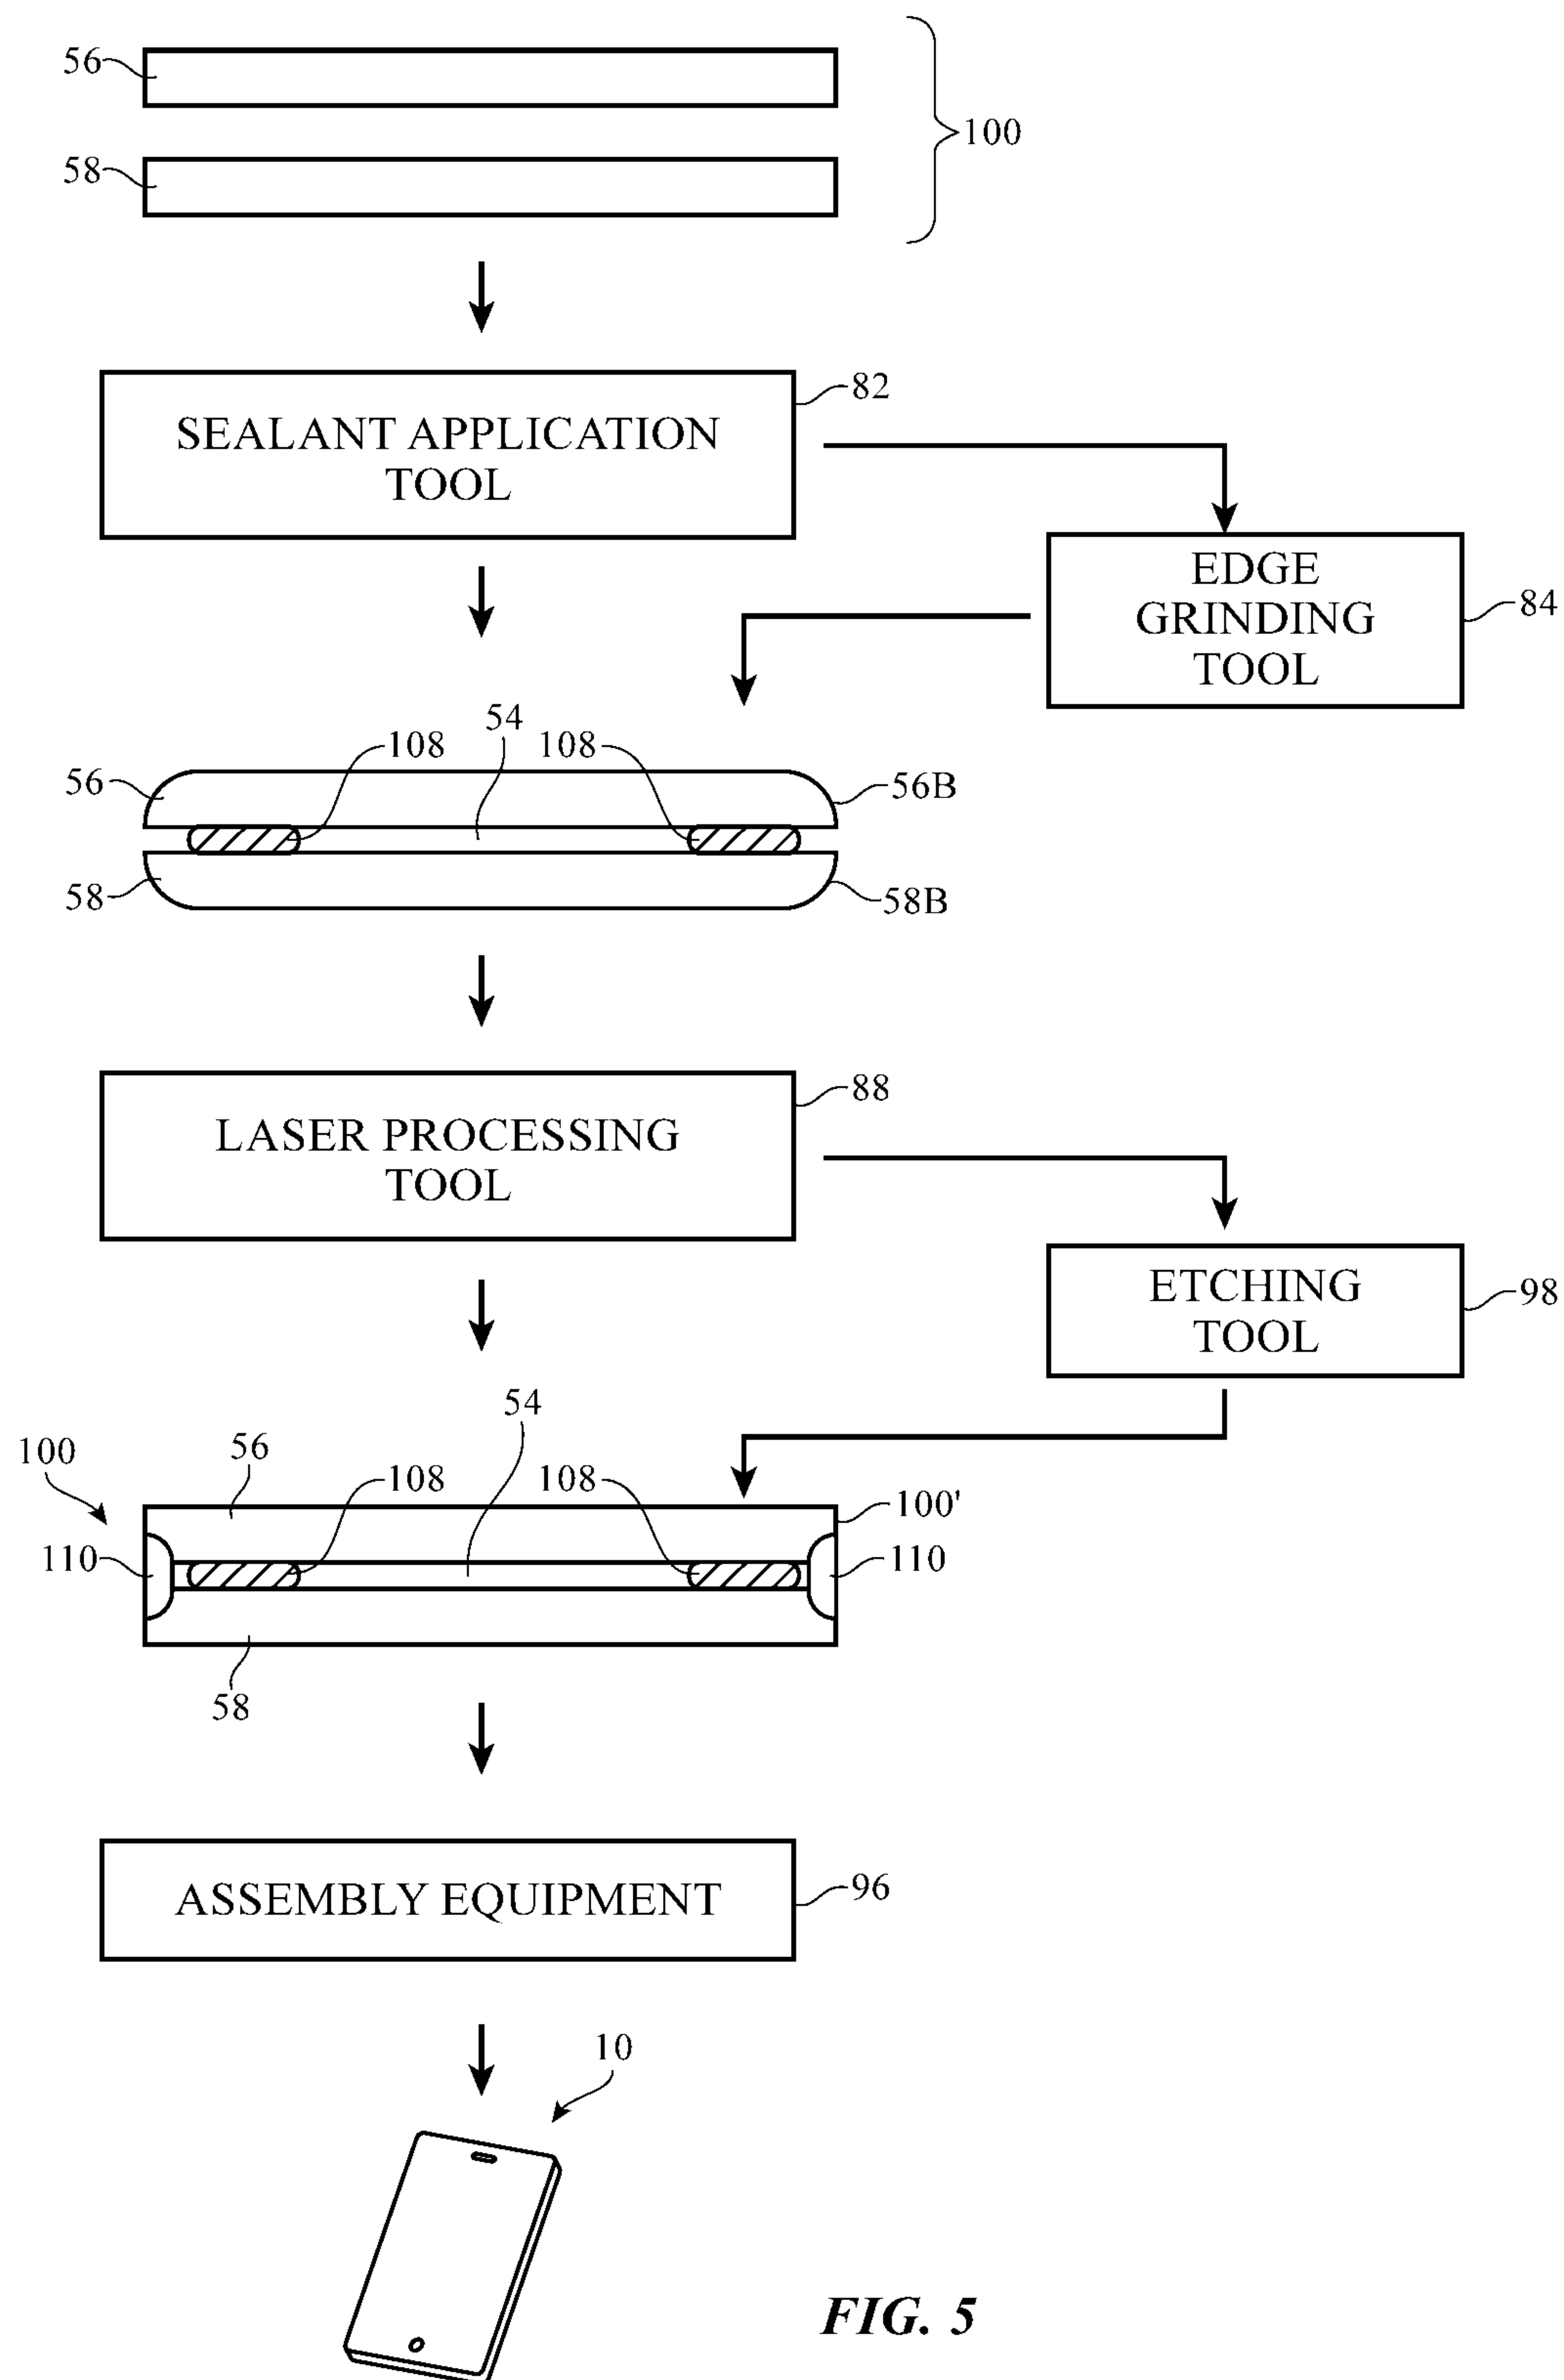 56
100
58
82
SEALANT APPLICATION
TOOL
EDGE
GRINDING
TOOL
84
54
108
108
56
56B
58
58B
88
LASER PROCESSING
TOOL
ETCHING
TOOL
98
54
100
56
108
108
100'
110
110
58
ASSEMBLY EQUIPMENT
96
10
FIG. 5